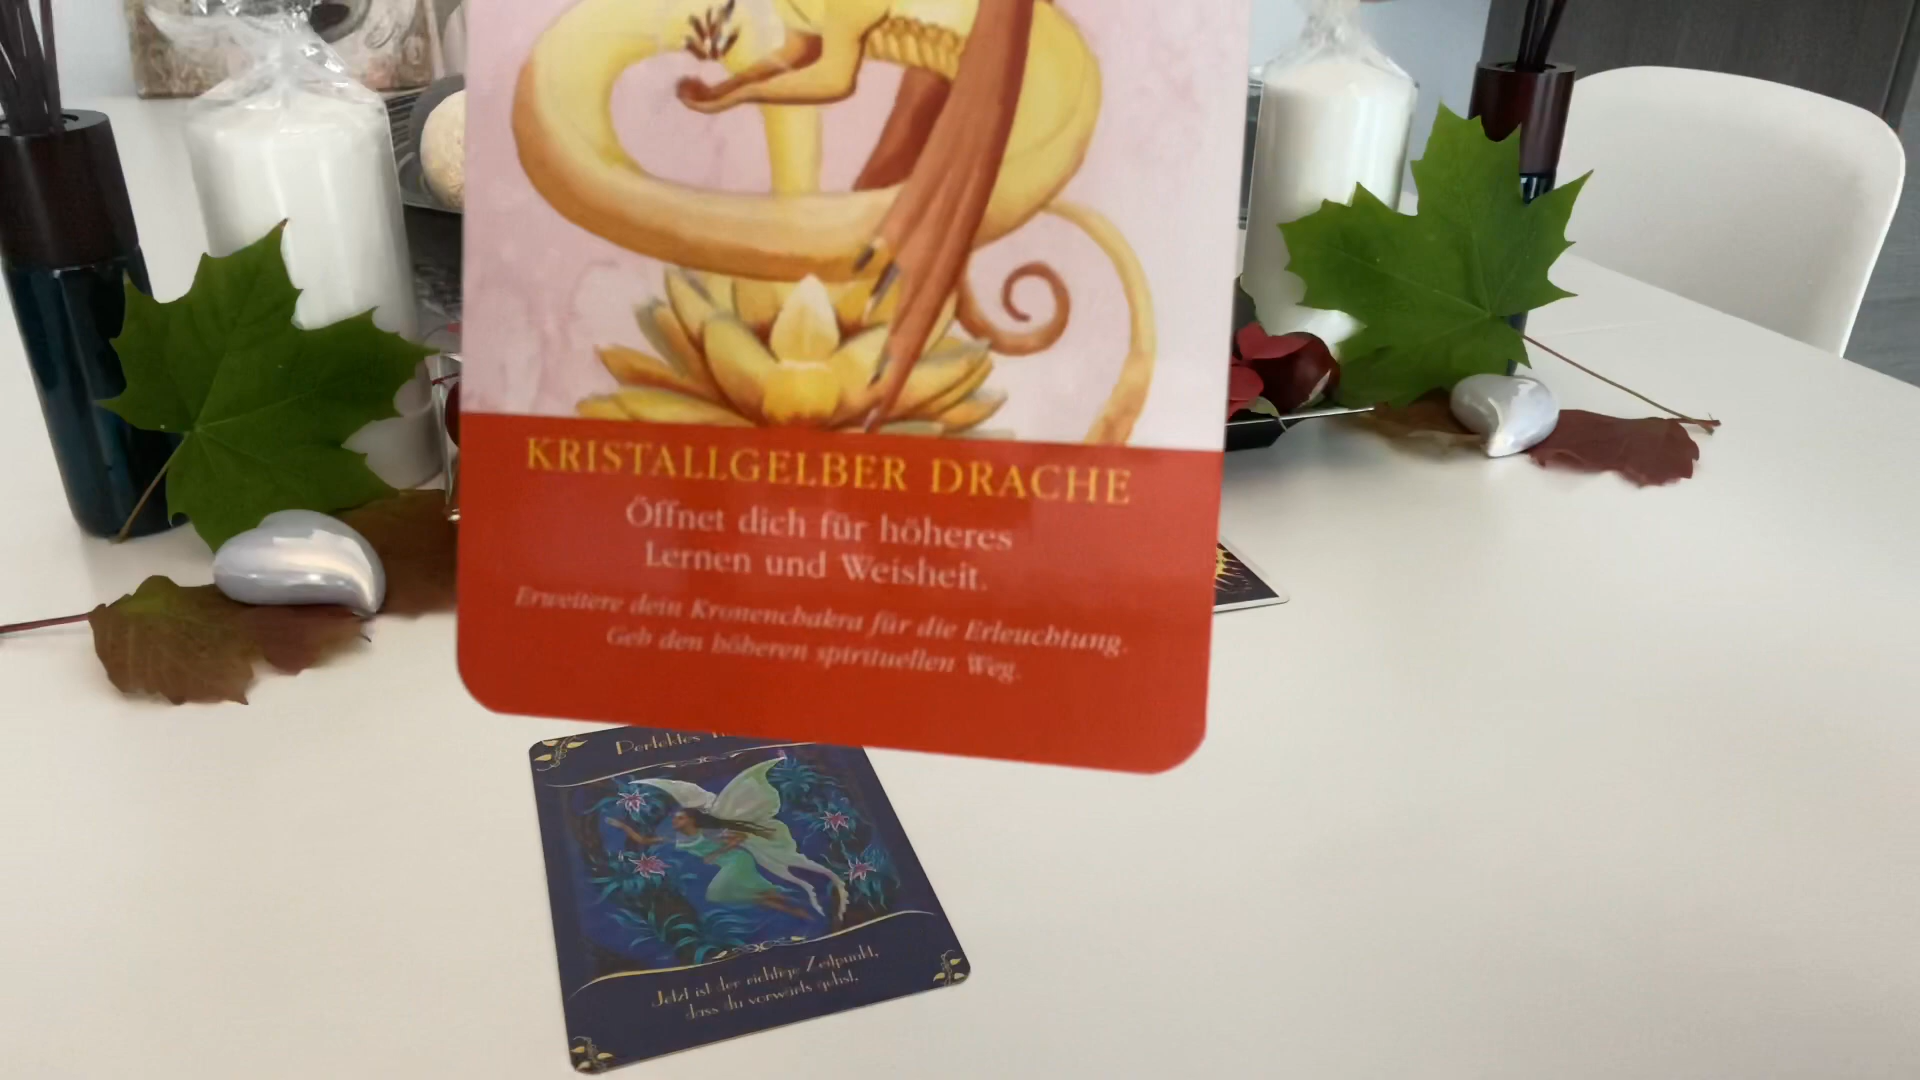 KRISTALLGELBER DRACHE
Öffnet dich für höheres
Lernen und Weisheit.
Erweitere dein Kronenchakra für die Erleuchtung.
Geh den höheren spirituellen Weg.
Perfektes
Jetzt ist der richtige Zeitpunkt,
dass du vorwärts gehst.